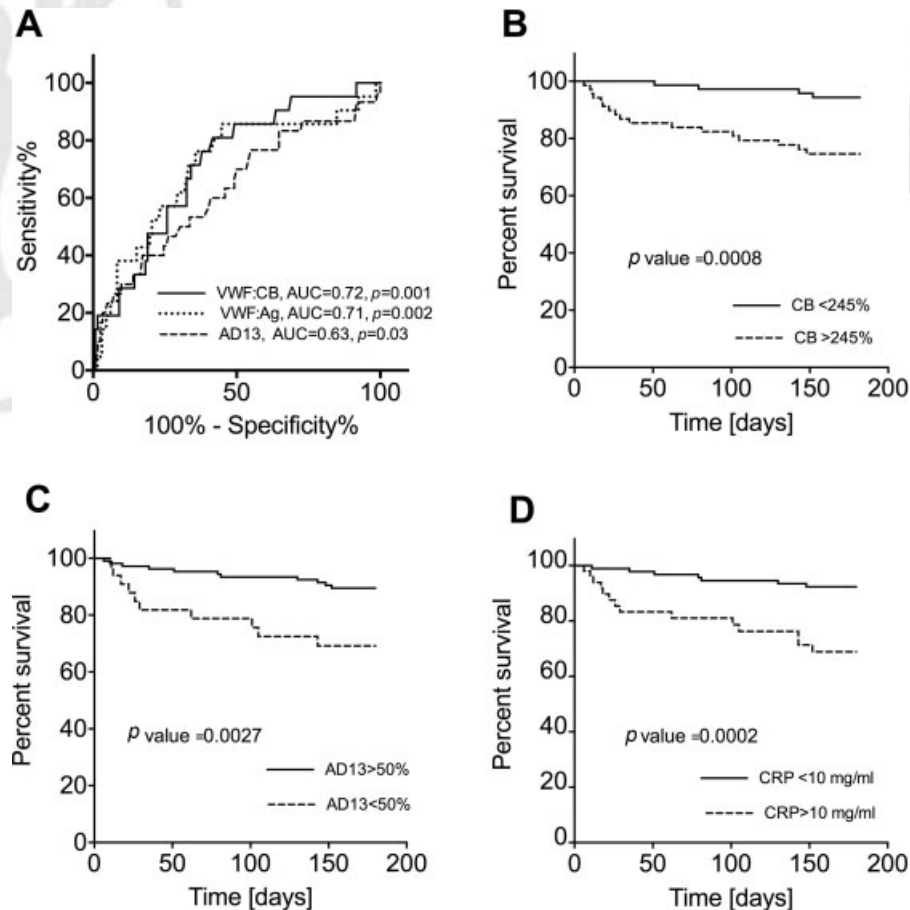 A
100
80
60
40
20
0
Sensitivity%
VWF:CB, AUC=0.72, p=0.001
VWF:Ag, AUC=0.71, p=0.002
AD13, AUC=0.63, p=0.03
0 50 100
100% - Specificity%
B
100
80
60
40
20
0
Percent survival
p value =0.0008
CB <245%
CB >245%
0 50 100 150 200
Time [days]
C
100
80
60
40
20
0
Percent survival
p value =0.0027
AD13>50%
AD13<50%
0 50 100 150 200
Time [days]
D
100
80
60
40
20
0
Percent survival
p value =0.0002
CRP <10 mg/ml
CRP>10 mg/ml
0 50 100 150 200
Time [days]